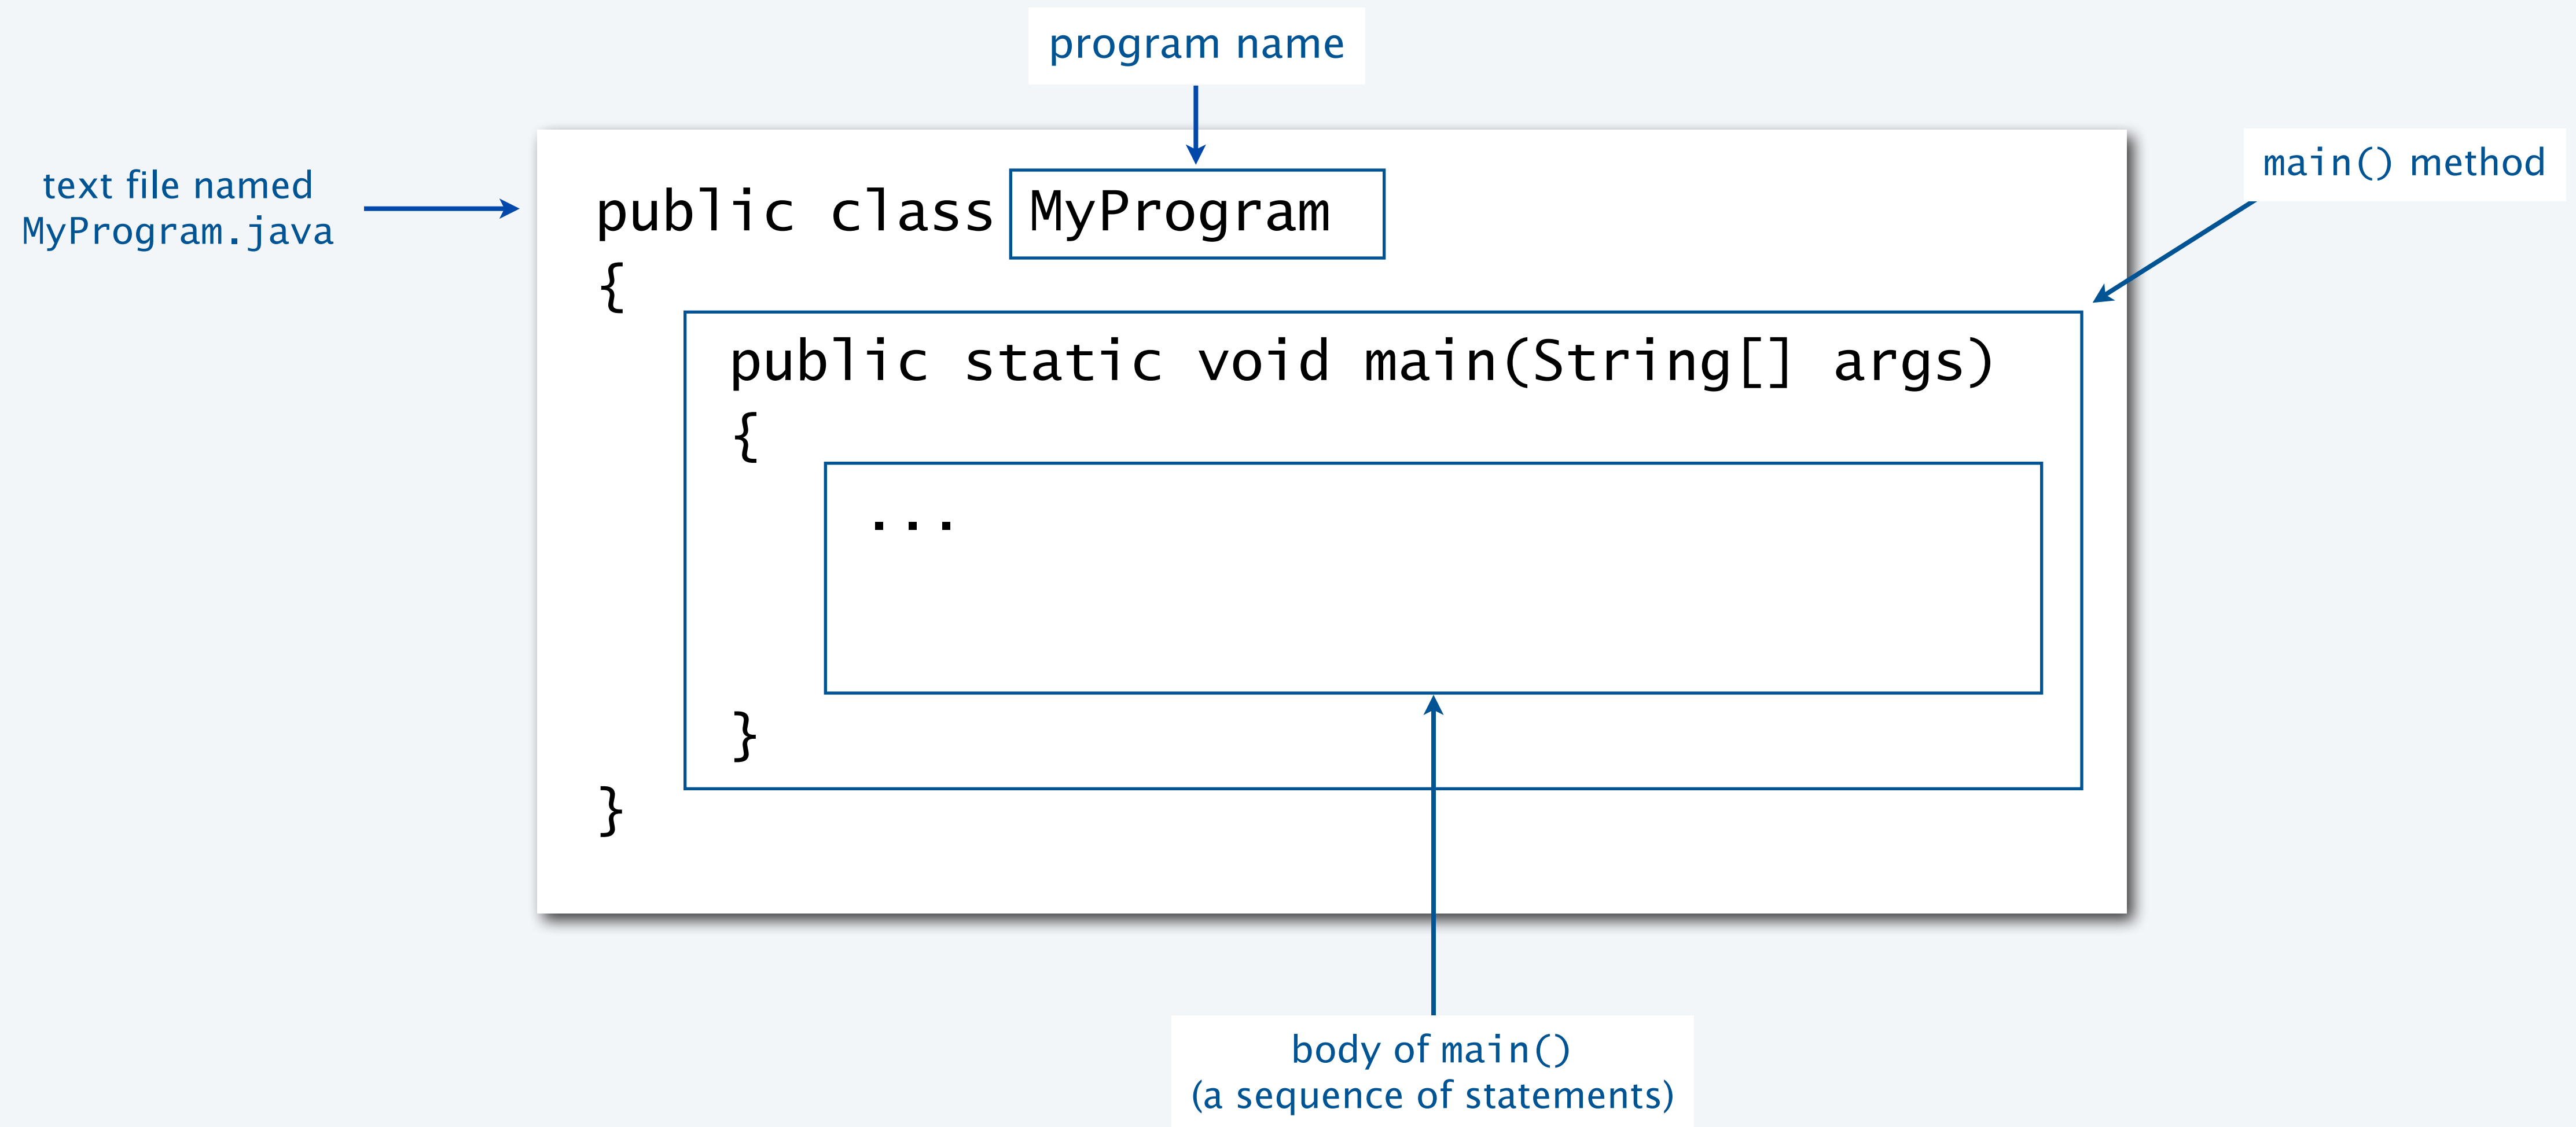 program name
text file named
MyProgram.java
main() method
public class MyProgram
{
public static void main(String[] args)
{
...
}
}
body of main()
(a sequence of statements)